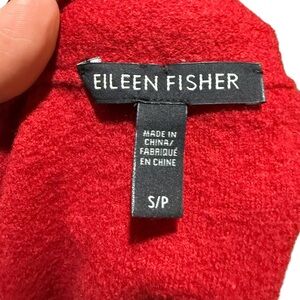 EILEEN FISHER
MADE IN
CHINA/
FABRIQUÉ
EN CHINE
S/P